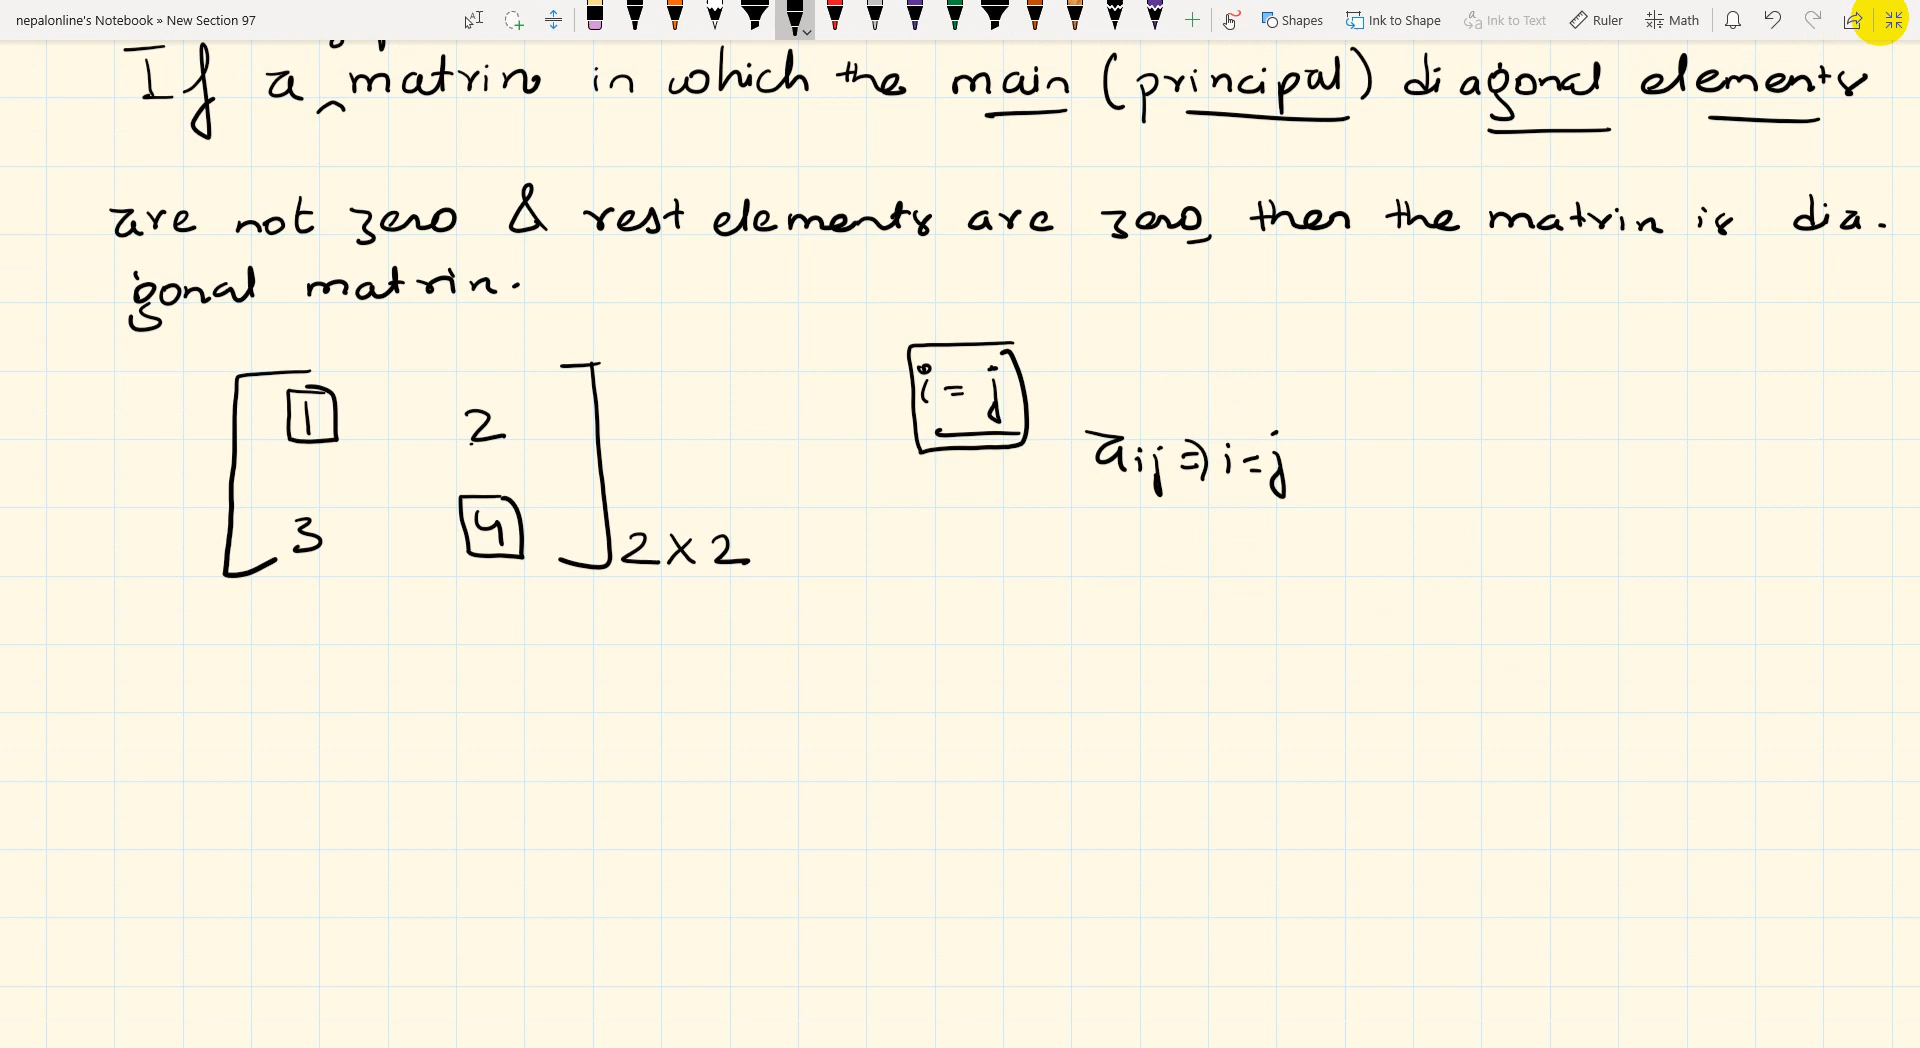 nepalonline's Notebook » New Section 97
Shapes Ink to Shape Ink to Text Ruler Math
If a ^ matrix in which the main (principal) diagonal elements
are not zero & rest elements are zero, then the matrix is dia-
gonal matrix.
1 2
3 4
2 × 2
i = j
aij ⇒ i = j